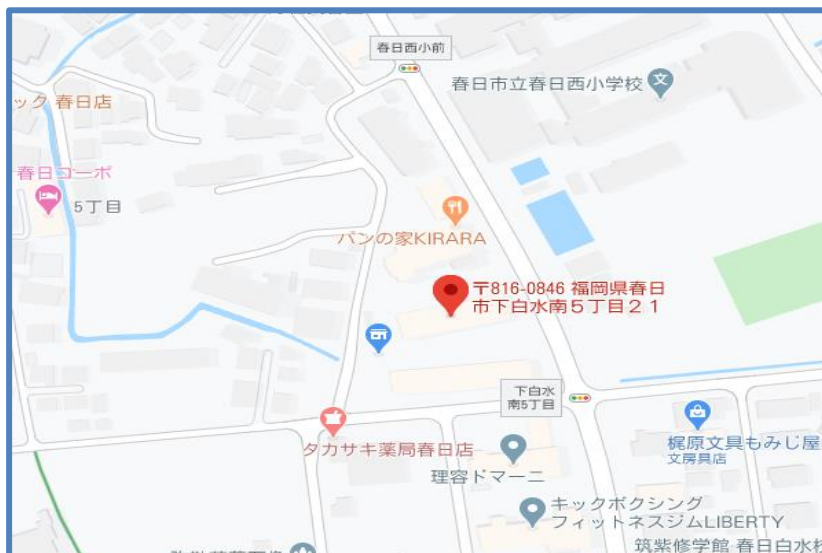 春日西小前
春日市立春日西小学校
文
ック 春日店
春日コーポ
5丁目
パンの家KIRARA
〒816-0846 福岡県春日
市下白水南5丁目21
下白水
南5丁目
タカサキ薬局春日店
梶原文具もみじ屋
文房具店
理容ドマーニ
キックボクシング
フィットネスジムLIBERTY
筑紫修学館 春日白水校